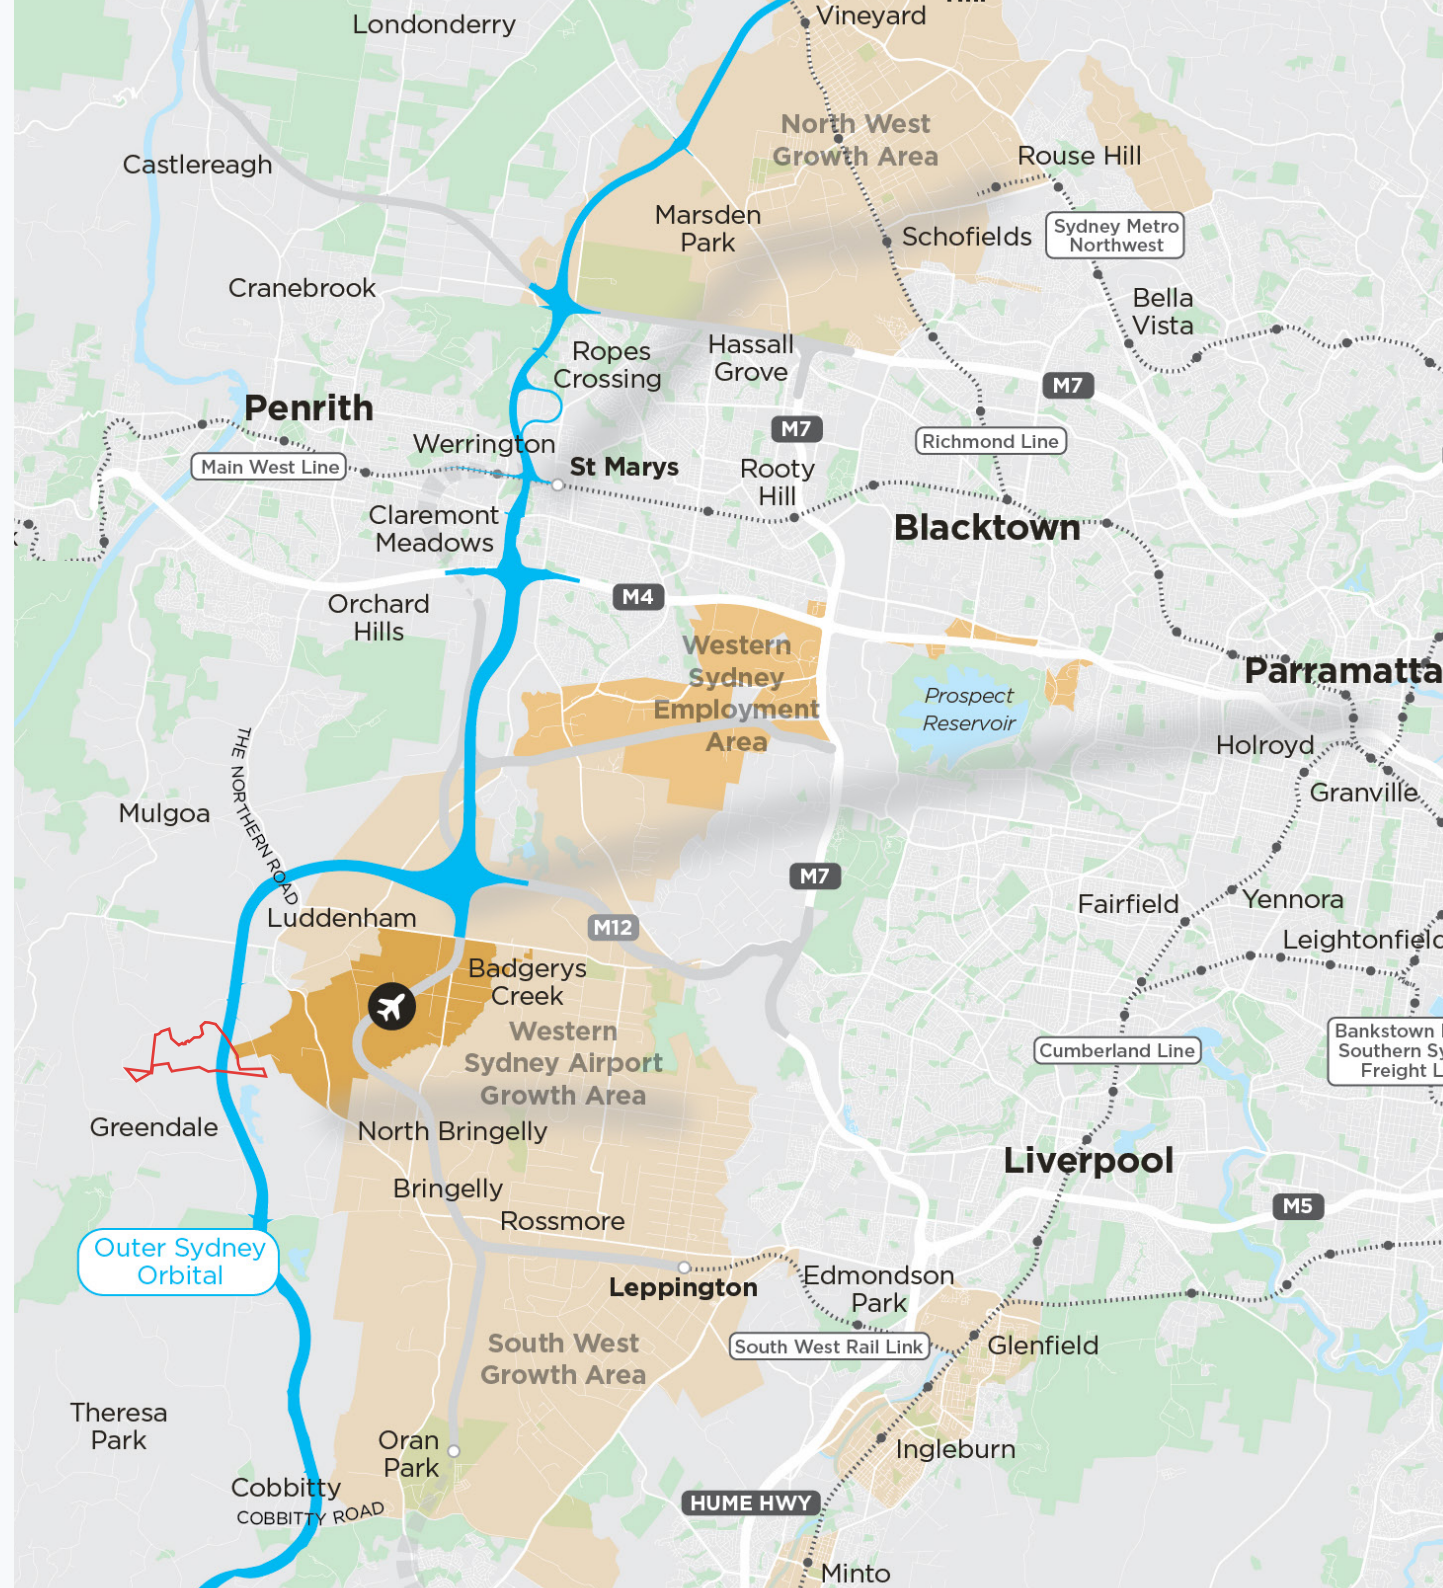 Londonderry
Vineyard
North West
Growth Area
Castlereagh
Rouse Hill
Marsden
Park
Schofields
Sydney Metro
Northwest
Cranebrook
Bella
Vista
Ropes
Crossing
Hassall
Grove
M7
Penrith
M7
Werrington
Richmond Line
Main West Line
St Marys
Rooty
Hill
Claremont
Meadows
Blacktown
Orchard
Hills
M4
Western
Sydney
Employment
Area
Parramatta
Prospect
Reservoir
Holroyd
THE NORTHERN ROAD
Granville
Mulgoa
M7
Fairfield
Yennora
Luddenham
M12
Leightonfield
Badgerys
Creek
Western
Sydney Airport
Growth Area
Cumberland Line
Bankstown
Southern Sy
Freight L
Greendale
North Bringelly
Liverpool
Bringelly
M5
Rossmore
Outer Sydney
Orbital
Leppington
Edmondson
Park
South West
Growth Area
South West Rail Link
Glenfield
Theresa
Park
Oran
Park
Ingleburn
Cobbitty
COBBITTY ROAD
HUME HWY
Minto